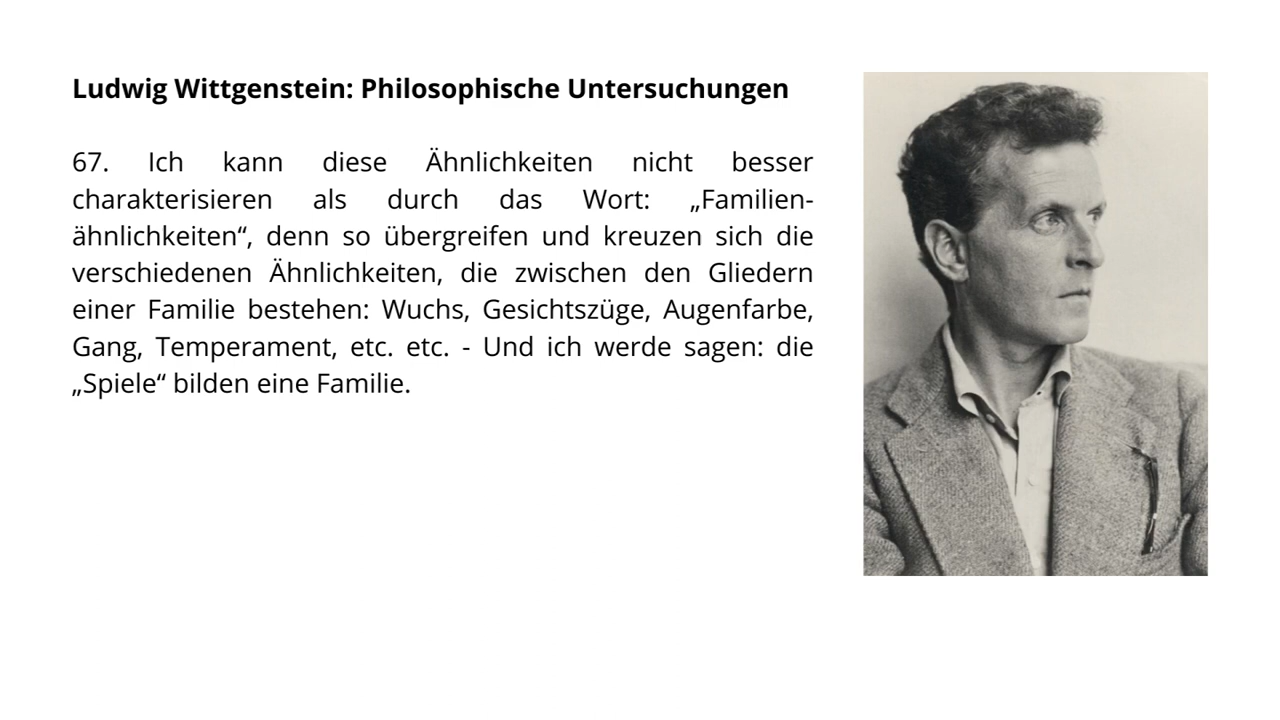 Ludwig Wittgenstein: Philosophische Untersuchungen
67. Ich kann diese Ähnlichkeiten nicht besser
charakterisieren als durch das Wort: „Familien-
ähnlichkeiten“, denn so übergreifen und kreuzen sich die
verschiedenen Ähnlichkeiten, die zwischen den Gliedern
einer Familie bestehen: Wuchs, Gesichtszüge, Augenfarbe,
Gang, Temperament, etc. etc. - Und ich werde sagen: die
„Spiele“ bilden eine Familie.